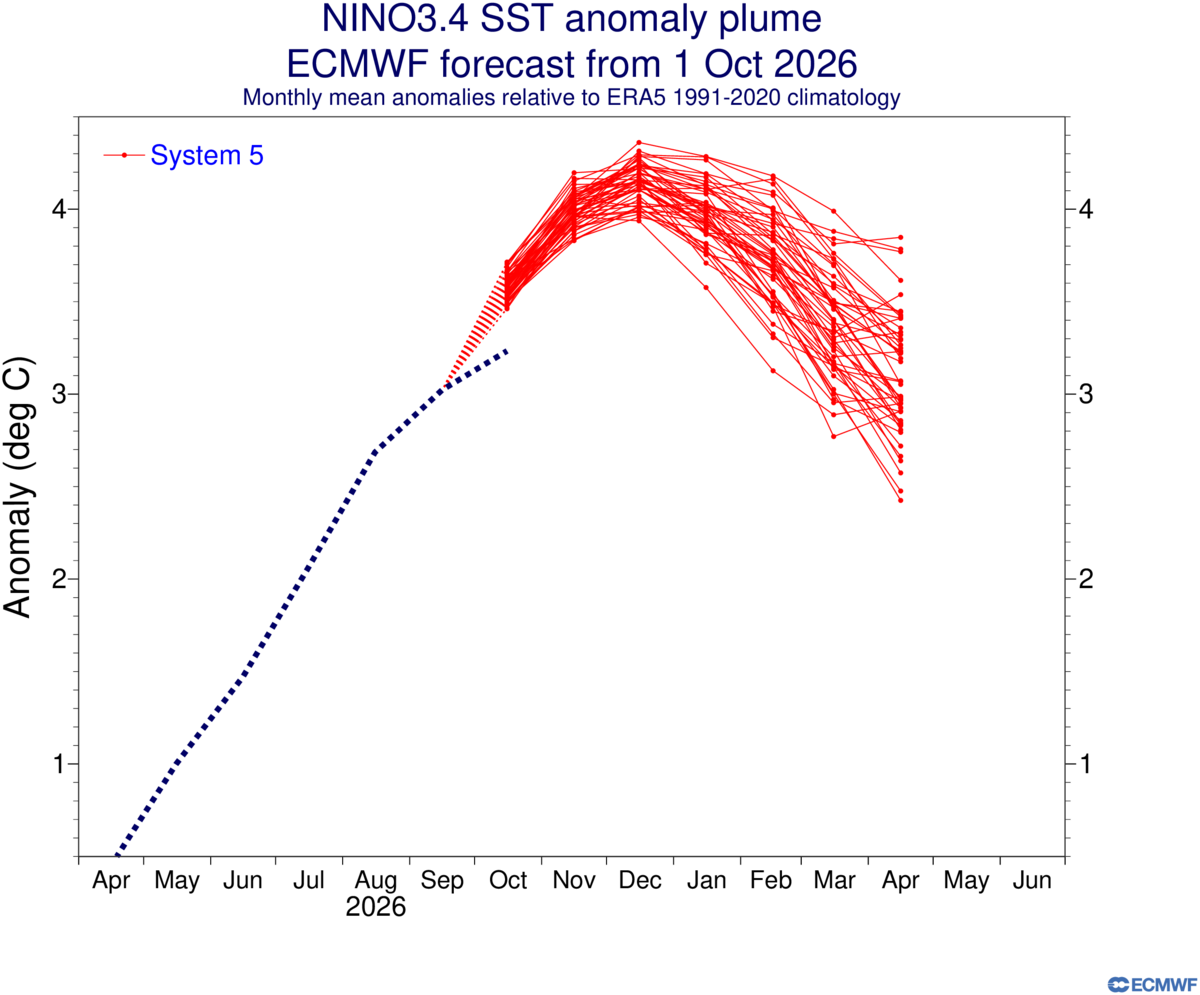 NINO3.4 SST anomaly plume
ECMWF forecast from 1 Oct 2026
Monthly mean anomalies relative to ERA5 1991-2020 climatology
System 5
Anomaly (deg C)
4 4
3 3
2 2
1 1
Apr May Jun Jul Aug Sep Oct Nov Dec Jan Feb Mar Apr May Jun
2026
ECMWF